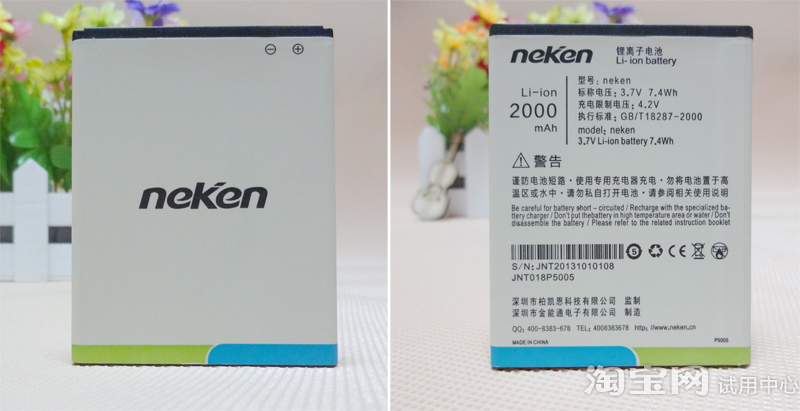 ⊖ ⊕
neken
neken
锂离子电池
Li-ion battery
Li-ion
2000
mAh
型号: neken
标称电压: 3.7V 7.4Wh
充电限制电压: 4.2V
执行标准: GB/T18287-2000
model: neken
3.7V Li-ion battery 7.4Wh
警告
谨防电池短路·使用专用充电器充电·勿将电池置于高
温区或水中·请勿私自打开电池·请参阅相关使用说明
Be careful for battery short - circuited / Recharge with the specialized ba-
ttery charger / Don't put the battery in high temperature area or water / Don't
disassemble the battery / Please refer to the related instruction booklet
5 CE
S/N: JNT20131010108
JNT018P5005
深圳市柏凯恩科技有限公司 监制
深圳市金能通电子有限公司 制造
QQ: 400-8383-678 TEL: 4008383678 http: //www.neken.cn
MADE IN CHINA
P5005
淘宝网 试用中心